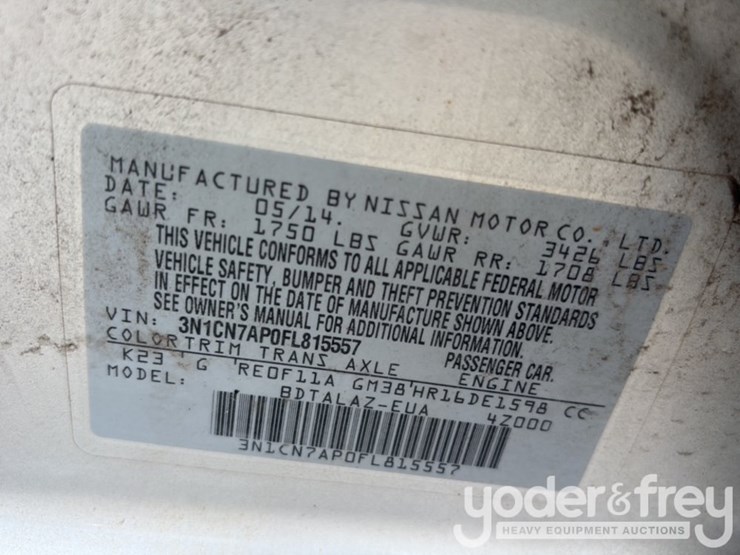 MANUFACTURED BY NISSAN MOTOR CO., LTD.
DATE: 05/14. GVWR: 3426 LBS
GAWR FR: 1750 LBS GAWR RR: 1708 LBS
THIS VEHICLE CONFORMS TO ALL APPLICABLE FEDERAL MOTOR
VEHICLE SAFETY, BUMPER AND THEFT PREVENTION STANDARDS
IN EFFECT ON THE DATE OF MANUFACTURE SHOWN ABOVE.
SEE OWNER'S MANUAL FOR ADDITIONAL INFORMATION.
VIN: 3N1CN7AP0FL815557 PASSENGER CAR.
COLOR TRIM TRANS AXLE ENGINE
K23 G RE0F11A GM38 HR16DE1598 CC
MODEL: BDTALAZ-EUA 4Z000
3N1CN7AP0FL815557
yoder&frey
HEAVY EQUIPMENT AUCTIONS